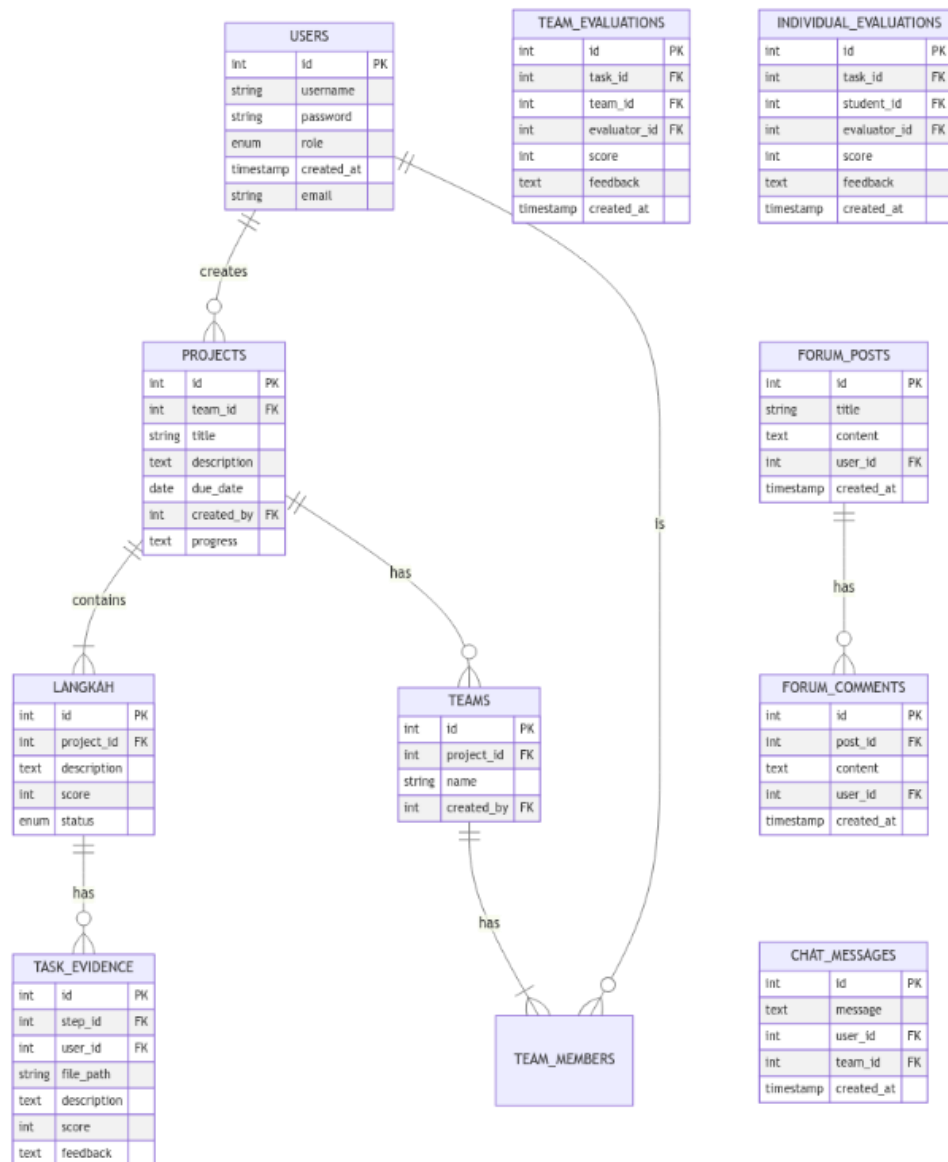 USERS
int id PK
string username
string password
enum role
timestamp created_at
string email
TEAM_EVALUATIONS
int id PK
int task_id FK
int team_id FK
int evaluator_id FK
int score
text feedback
timestamp created_at
INDIVIDUAL_EVALUATIONS
int id PK
int task_id FK
int student_id FK
int evaluator_id FK
int score
text feedback
timestamp created_at
creates
PROJECTS
int id PK
int team_id FK
string title
text description
date due_date
int created_by FK
text progress
FORUM_POSTS
int id PK
string title
text content
int user_id FK
timestamp created_at
is
contains
has
has
LANGKAH
int id PK
int project_id FK
text description
int score
enum status
TEAMS
int id PK
int project_id FK
string name
int created_by FK
FORUM_COMMENTS
int id PK
int post_id FK
text content
int user_id FK
timestamp created_at
has
has
TASK_EVIDENCE
int id PK
int step_id FK
int user_id FK
string file_path
text description
int score
text feedback
TEAM_MEMBERS
CHAT_MESSAGES
int id PK
text message
int user_id FK
int team_id FK
timestamp created_at